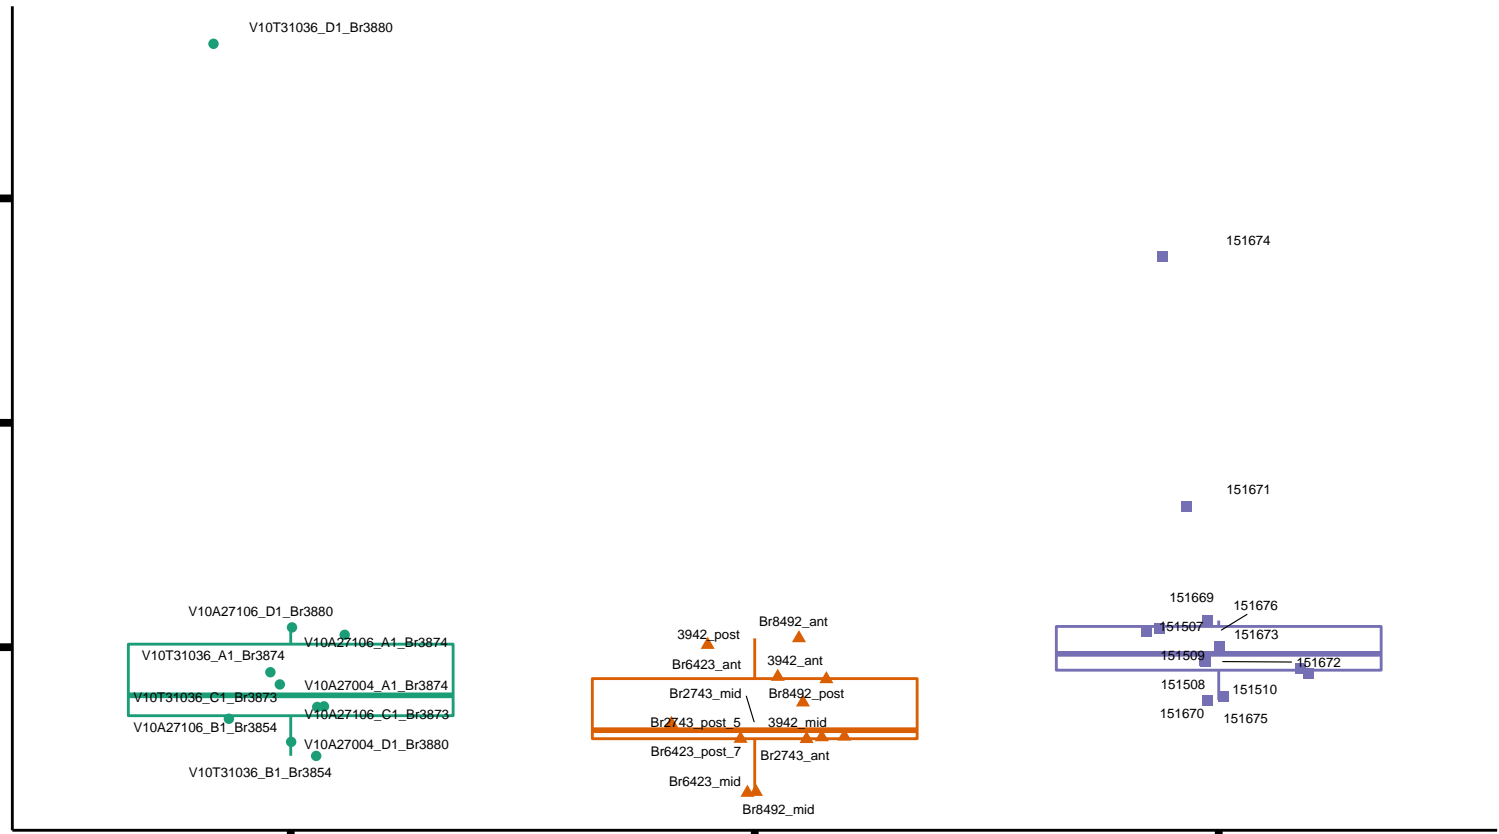 V10T31036_D1_Br3880
V10A27106_D1_Br3880
V10A27106_A1_Br3874
V10T31036_A1_Br3874
V10A27004_A1_Br3874
V10T31036_C1_Br3873
V10A27106_C1_Br3873
V10A27106_B1_Br3854
V10A27004_D1_Br3880
V10T31036_B1_Br3854
Br8492_ant
3942_post
3942_ant
Br6423_ant
Br2743_mid
Br8492_post
Br2743_post_5
3942_mid
Br6423_post_7
Br2743_ant
Br6423_mid
Br8492_mid
151674
151671
151669
151676
151507
151673
151509
151672
151508
151510
151670
151675